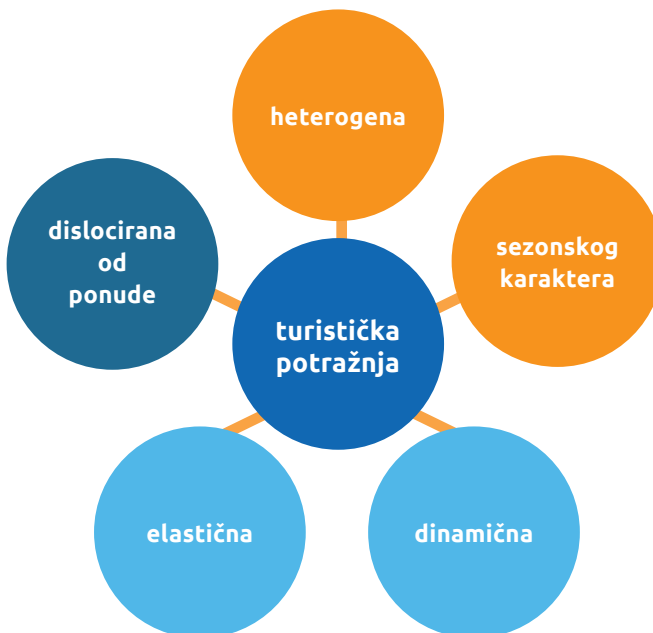 heterogena
dislocirana
od
ponude
sezonskog
karaktera
turistička
potražnja
elastična
dinamična